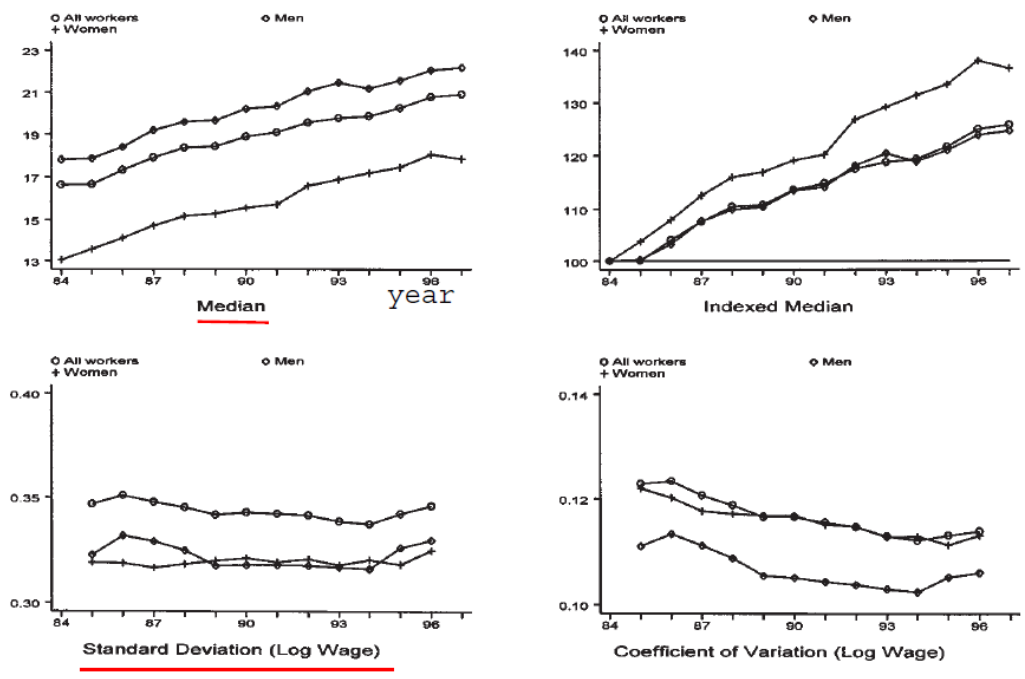 All workers Men
Women
23
21
19
17
15
13
84 87 90 93 96
year
Median
All workers Men
Women
140
130
120
110
100
84 87 90 93 96
Indexed Median
All workers Men
Women
0.40
0.35
0.30
84 87 90 93 96
Standard Deviation (Log Wage)
All workers Men
Women
0.14
0.12
0.10
84 87 90 93 96
Coefficient of Variation (Log Wage)